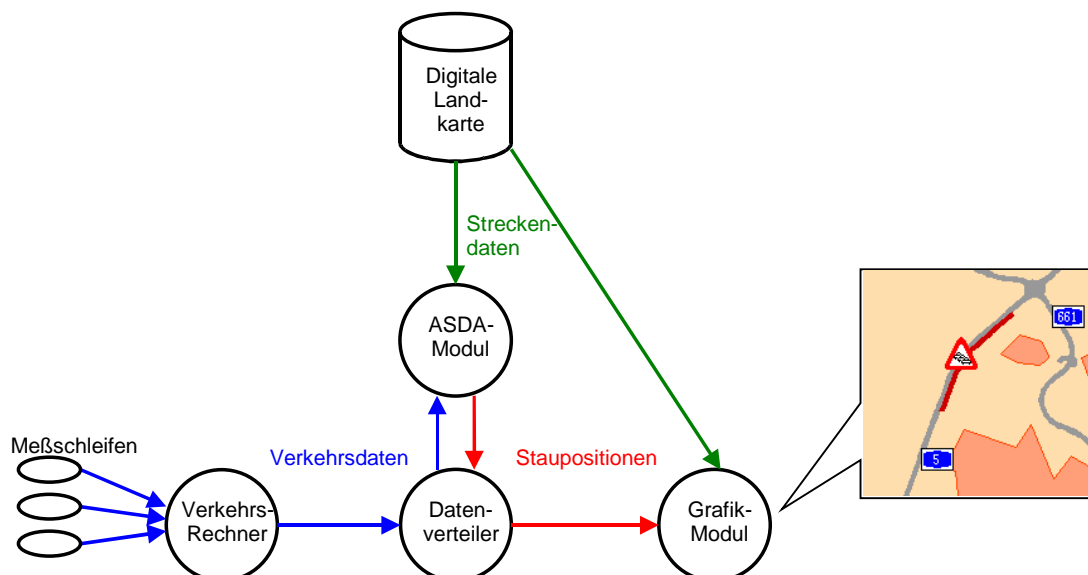 Digitale
Land-
karte
Strecken-
daten
661
ASDA-
Modul
Meßschleifen
Verkehrsdaten
Staupositionen
5
Verkehrs-
Rechner
Daten-
verteiler
Grafik-
Modul